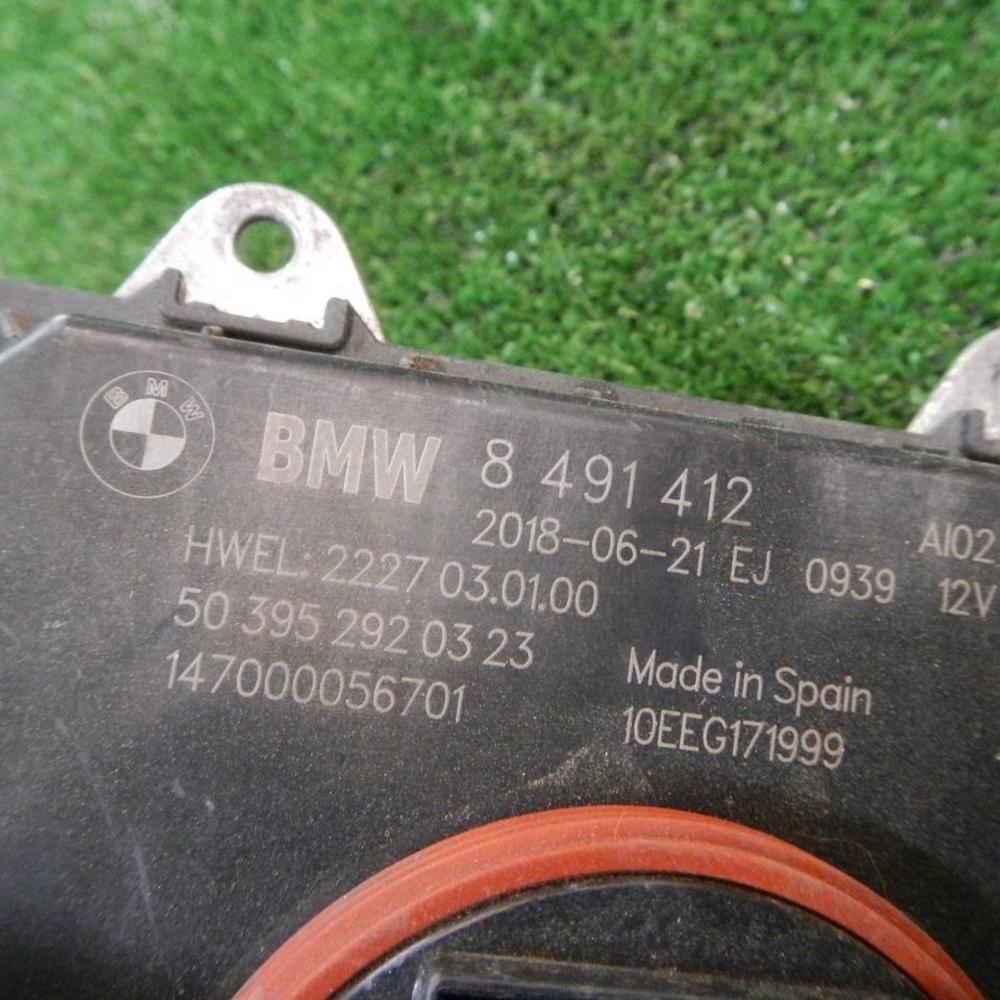 BMW
BMW 8 491 412
2018-06-21 EJ 0939
AI02
12V
HWEL: 2227 03.01.00
50 395 292 03 23
147000056701
Made in Spain
10EEG171999